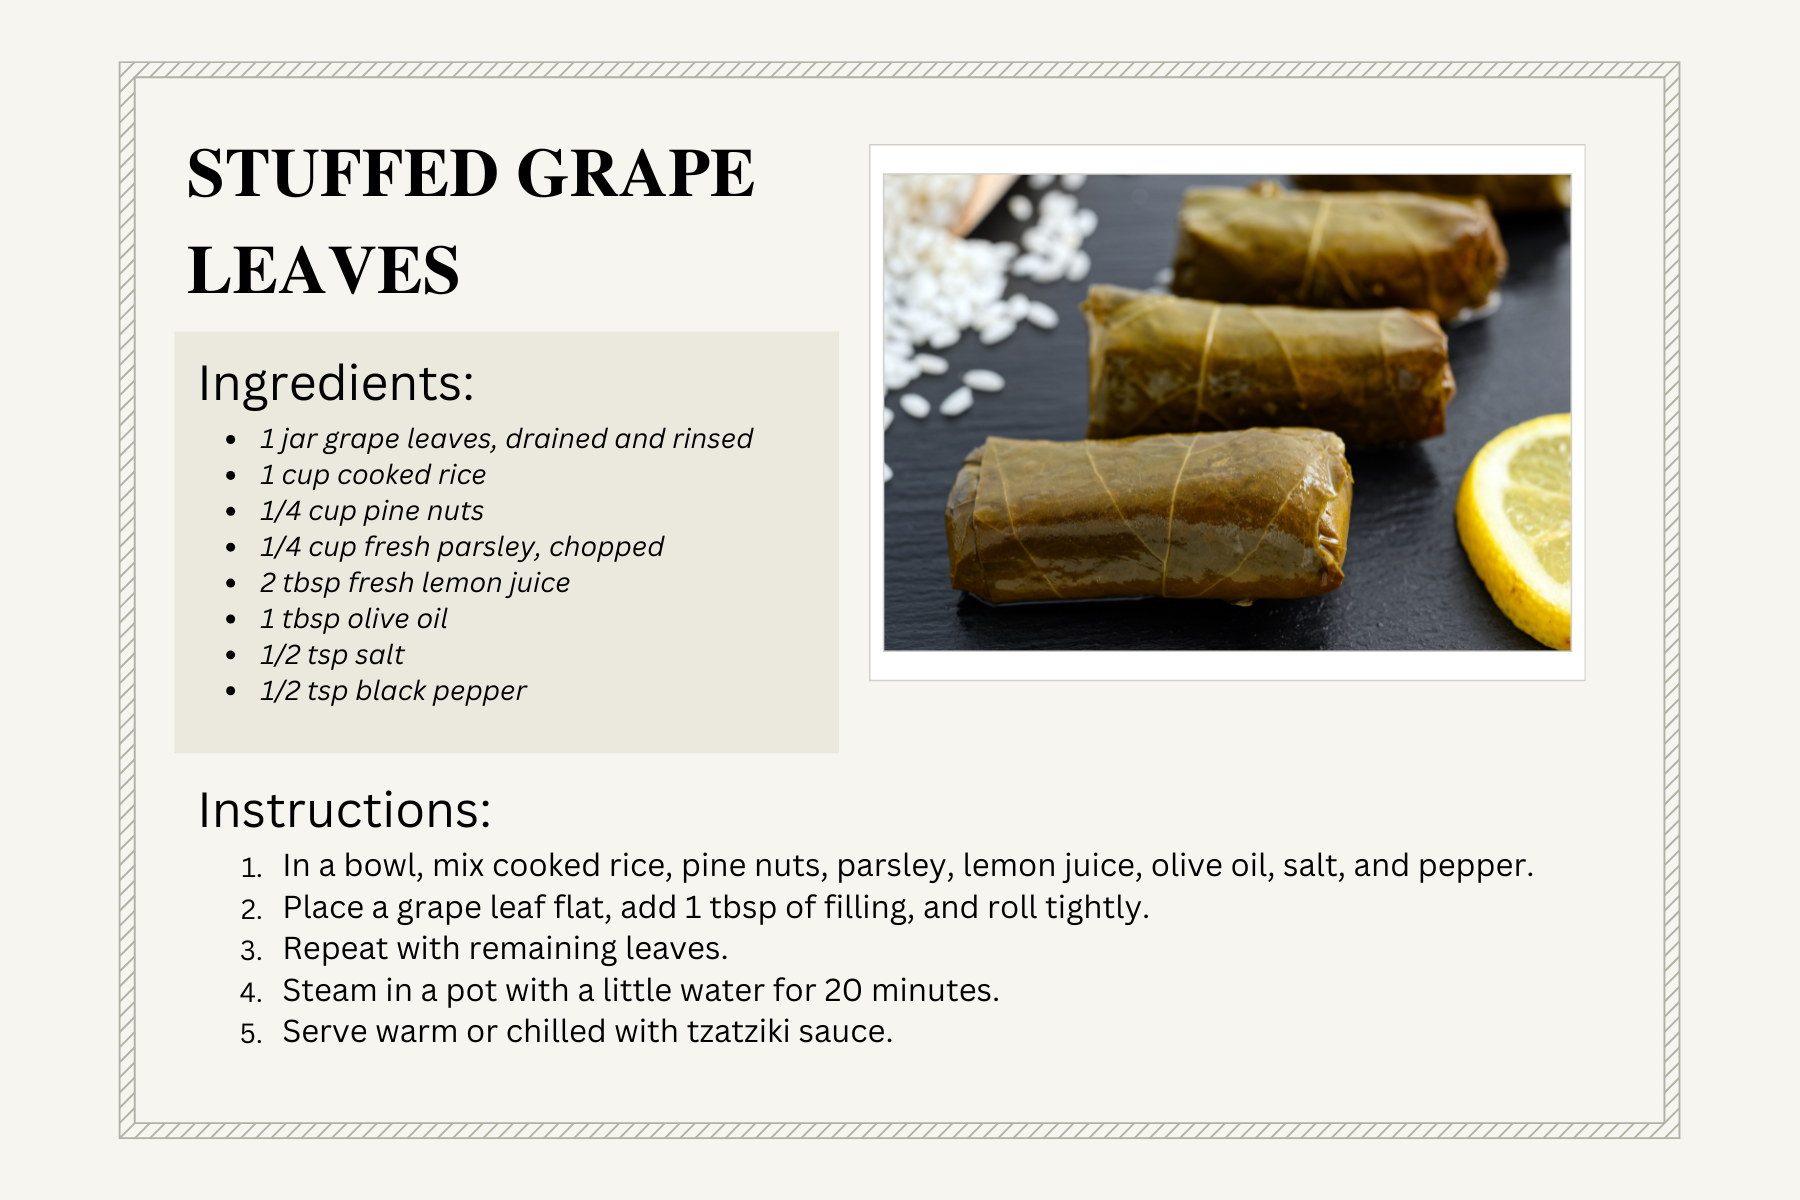 STUFFED GRAPE
LEAVES
Ingredients:
• 1 jar grape leaves, drained and rinsed
• 1 cup cooked rice
• 1/4 cup pine nuts
• 1/4 cup fresh parsley, chopped
• 2 tbsp fresh lemon juice
• 1 tbsp olive oil
• 1/2 tsp salt
• 1/2 tsp black pepper
Instructions:
1. In a bowl, mix cooked rice, pine nuts, parsley, lemon juice, olive oil, salt, and pepper.
2. Place a grape leaf flat, add 1 tbsp of filling, and roll tightly.
3. Repeat with remaining leaves.
4. Steam in a pot with a little water for 20 minutes.
5. Serve warm or chilled with tzatziki sauce.